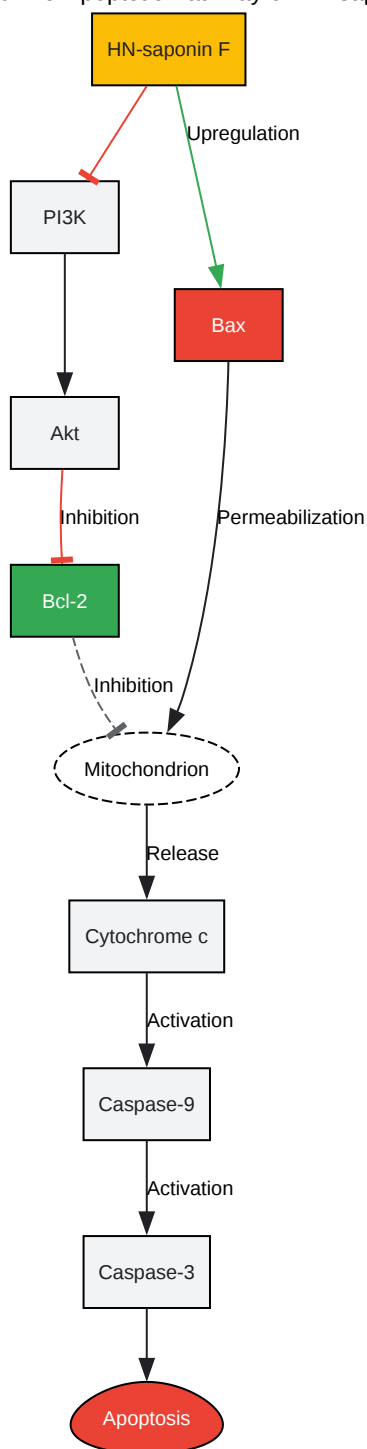 HN-saponin F
Upregulation
PI3K
Bax
Akt
Inhibition
Permeabilization
Bcl-2
Inhibition
Mitochondrion
Release
Cytochrome c
Activation
Caspase-9
Activation
Caspase-3
Apoptosis